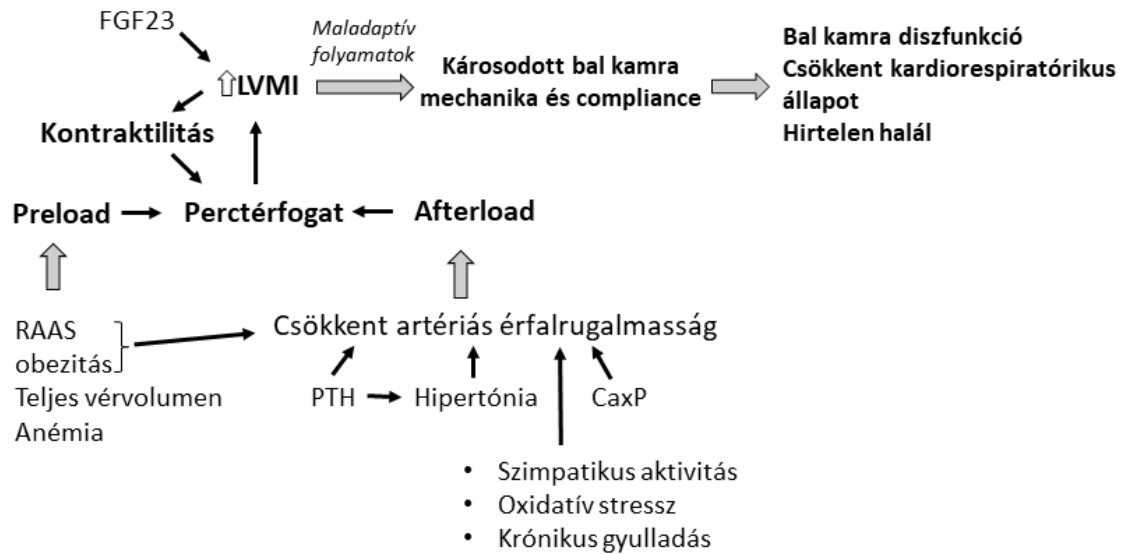 FGF23
Maladaptív
folyamatok
⇧LVMI
Károsodott bal kamra
mechanika és compliance
Bal kamra diszfunkció
Csökkent kardiorespiratórikus
állapot
Hirtelen halál
Kontraktilitás
Preload
Perctérfogat
Afterload
RAAS
obezitás
Teljes vérvolumen
Anémia
Csökkent artériás érfalrugalmasság
PTH
Hipertónia
CaxP
• Szimpatikus aktivitás
• Oxidatív stressz
• Krónikus gyulladás